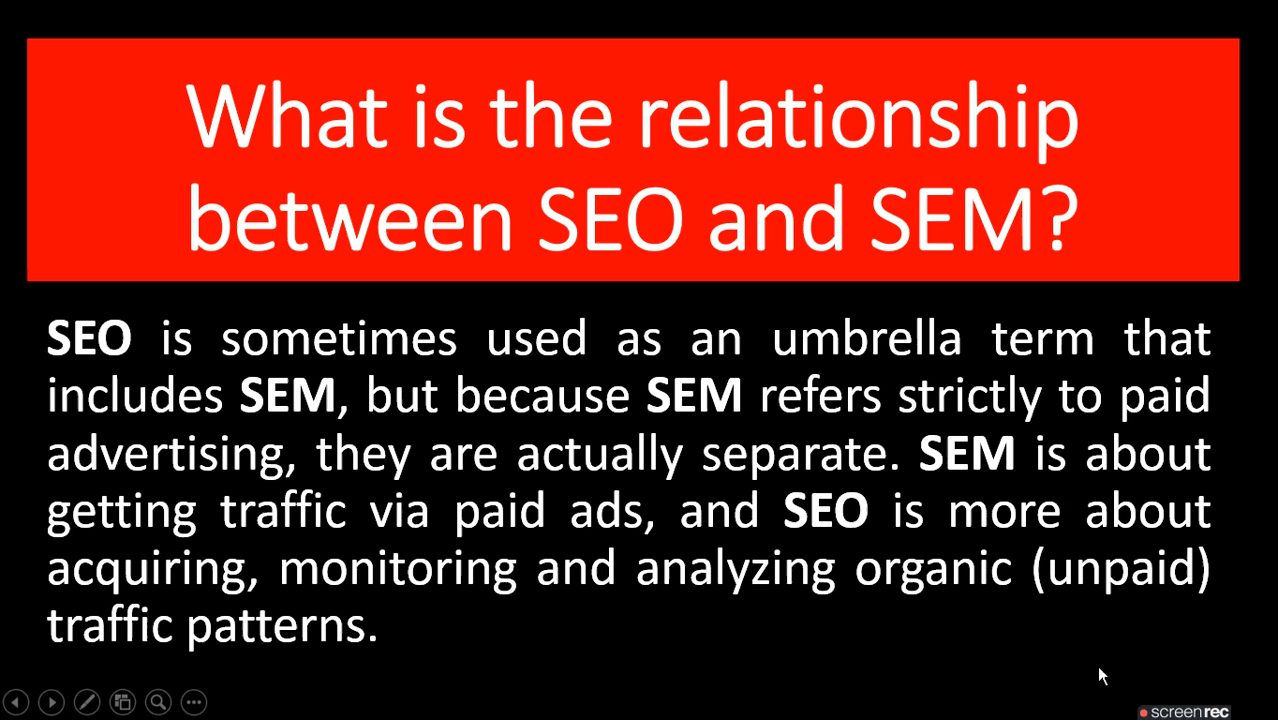 What is the relationship
between SEO and SEM?
SEO is sometimes used as an umbrella term that
includes SEM, but because SEM refers strictly to paid
advertising, they are actually separate. SEM is about
getting traffic via paid ads, and SEO is more about
acquiring, monitoring and analyzing organic (unpaid)
traffic patterns.
screenrec